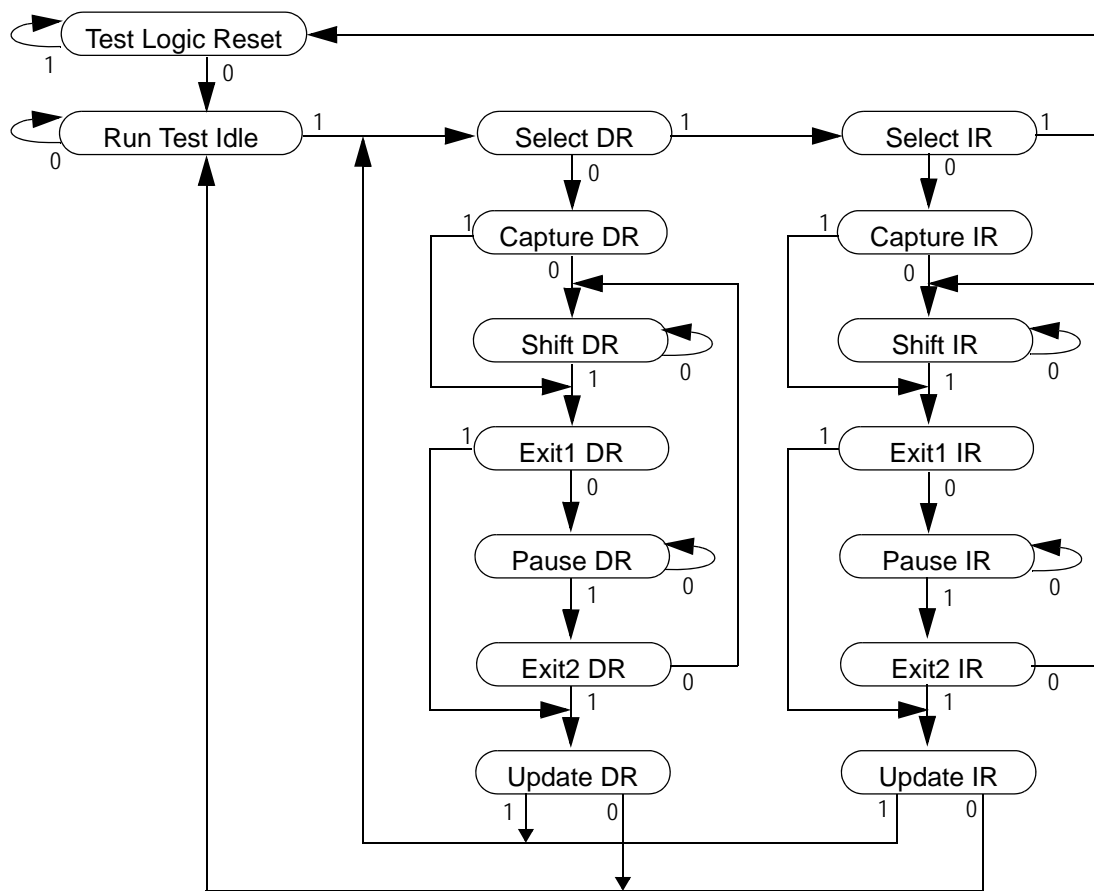 Test Logic Reset
1
0
Run Test Idle
0
1
Select DR
1
Select IR
1
0
0
1
Capture DR
0
1
Capture IR
0
Shift DR
0
1
Shift IR
0
1
1
Exit1 DR
0
1
Exit1 IR
0
Pause DR
0
1
Pause IR
0
1
Exit2 DR
0
1
Exit2 IR
0
1
Update DR
1
0
Update IR
1
0